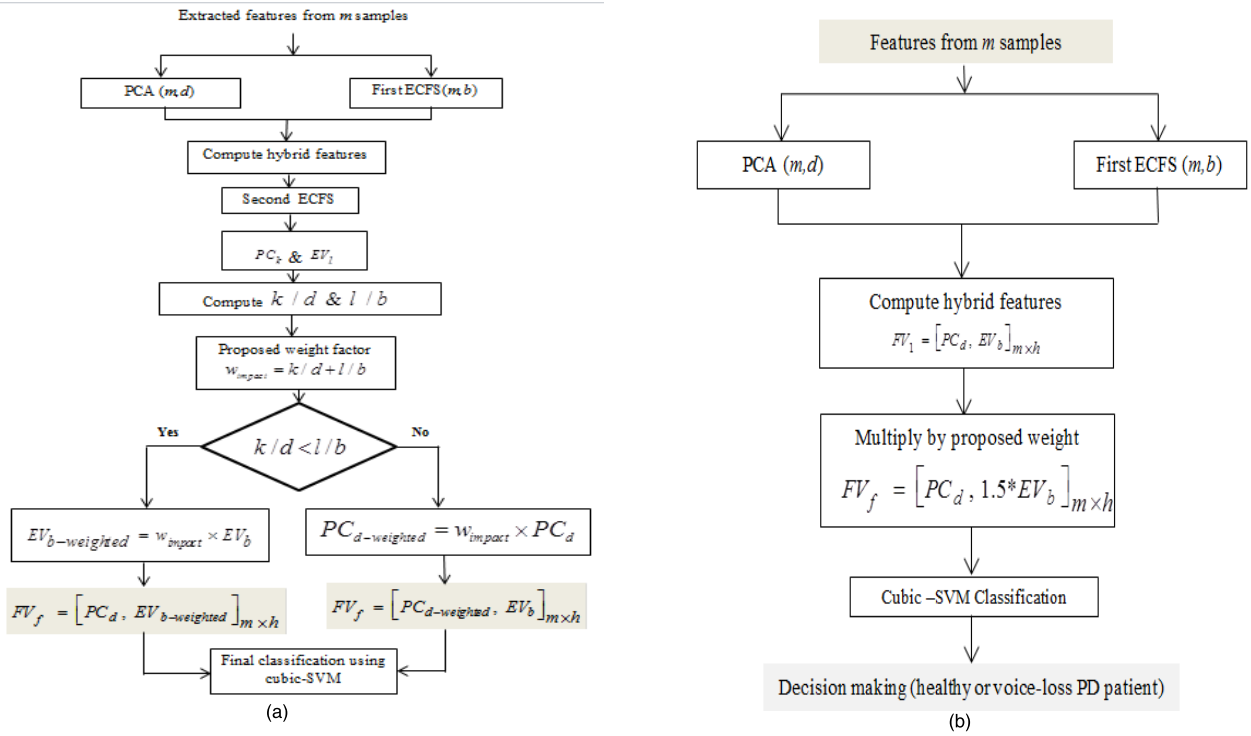 Extracted features from m samples
PCA (m,d)
First ECFS(m,b)
Compute hybrid features
Second ECFS
PC_k & EV_l
Compute k / d & l / b
Proposed weight factor
w_impact = k / d + l / b
Yes
k / d < l / b
No
EV_b-weighted = w_impact × EV_b
PC_d-weighted = w_impact × PC_d
FV_f = [PC_d , EV_b-weighted]_m×h
FV_f = [PC_d-weighted, EV_b]_m×h
Final classification using
cubic-SVM
(a)
Features from m samples
PCA (m,d)
First ECFS (m,b)
Compute hybrid features
FV_1 = [PC_d, EV_b]_m×h
Multiply by proposed weight
FV_f = [PC_d , 1.5*EV_b]_m×h
Cubic –SVM Classification
Decision making (healthy or voice-loss PD patient)
(b)